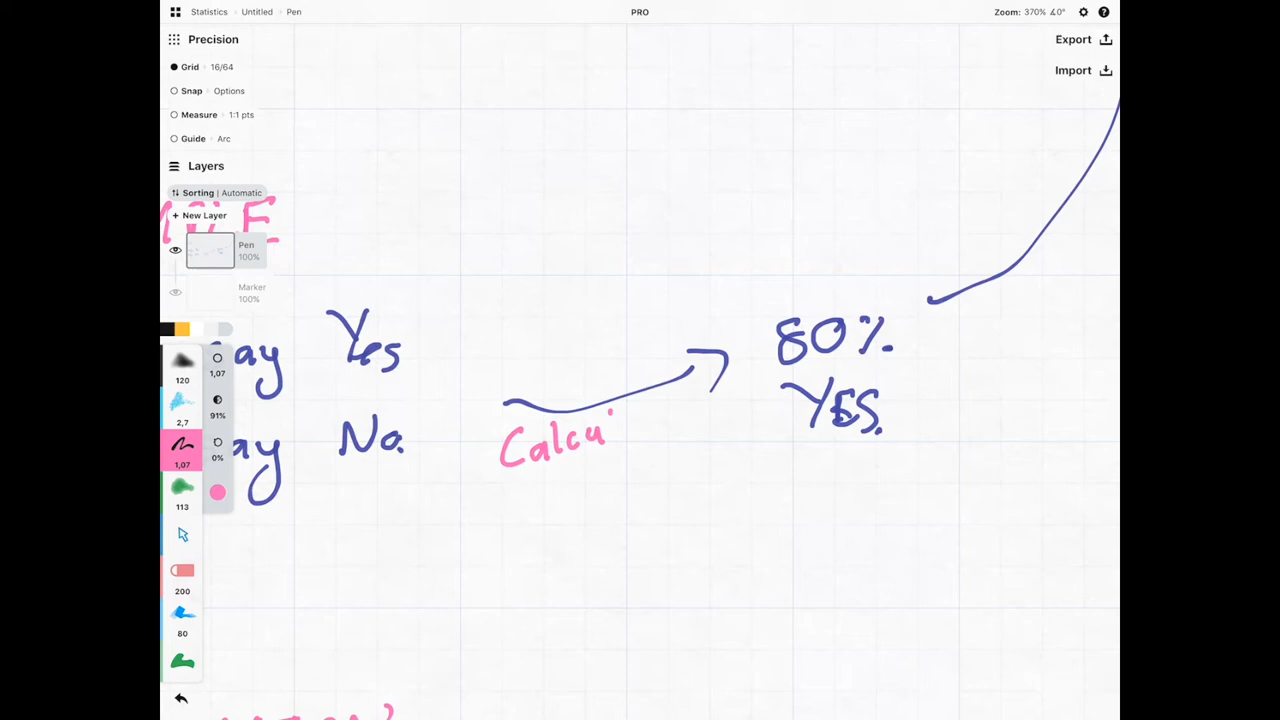 Statistics › Untitled › Pen
PRO
Zoom: 370% ∡0°
Precision
Grid › 16/64
Snap › Options
Measure › 1:1 pts
Guide › Arc
Layers
Sorting | Automatic
+ New Layer
Pen
100%
Marker
100%
Export
Import
120
2,7
1,07
113
200
80
1,07
91%
0%
ay Yes
ay No.
Calcu
80%.
YES.